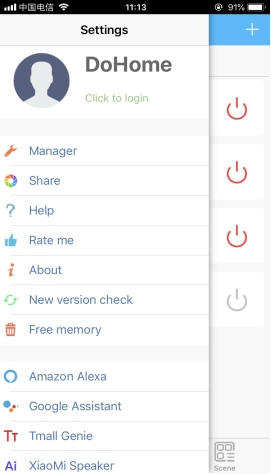 中国电信 11:13 91%
Settings
DoHome
Click to login
Manager
Share
Help
Rate me
About
New version check
Free memory
Amazon Alexa
Google Assistant
Tmall Genie
XiaoMi Speaker
Scene